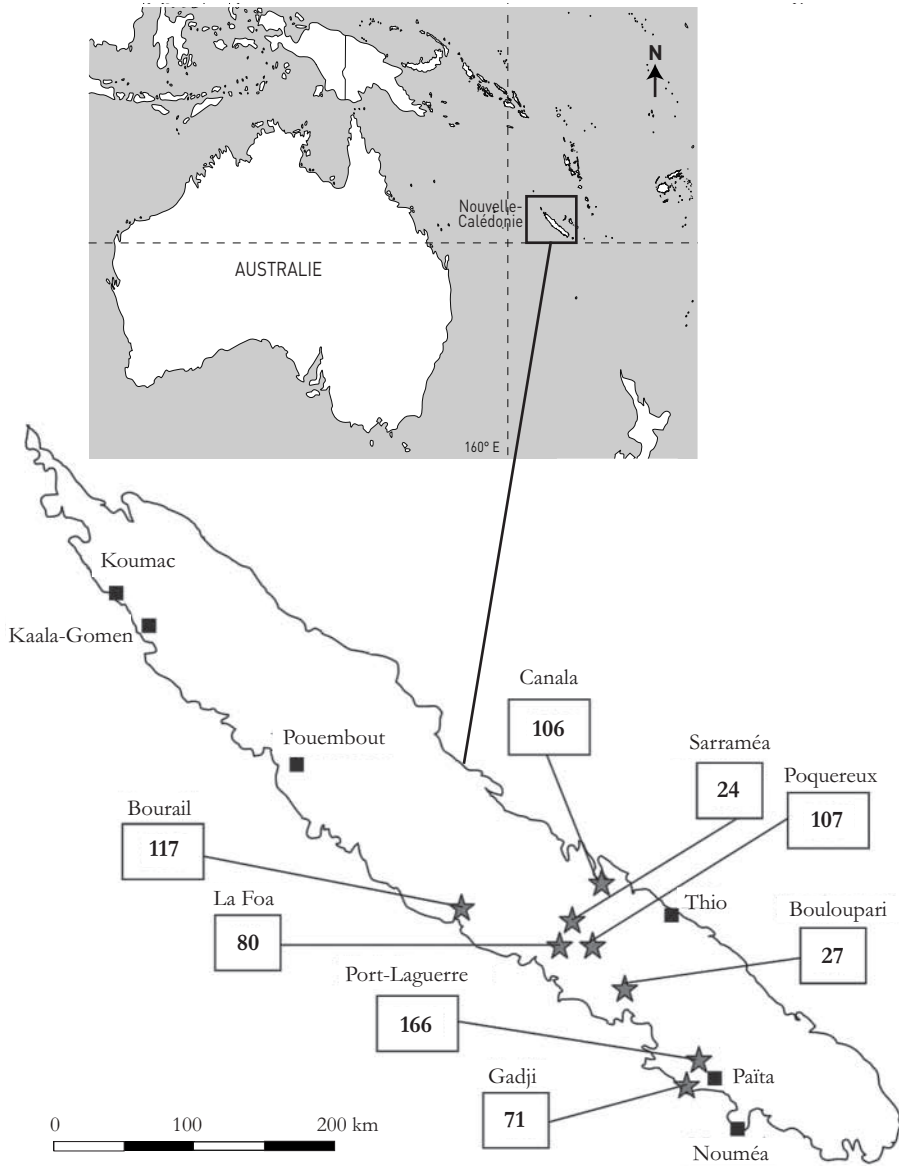 N
Nouvelle-
Calédonie
AUSTRALIE
160° E
Koumac
Kaala-Gomen
Canala
106
Sarraméa
24
Pouembout
Poquereux
107
Bourail
117
La Foa
80
Thio
Bouloupari
27
Port-Laguerre
166
Gadji
71
Païta
Nouméa
0 100 200 km